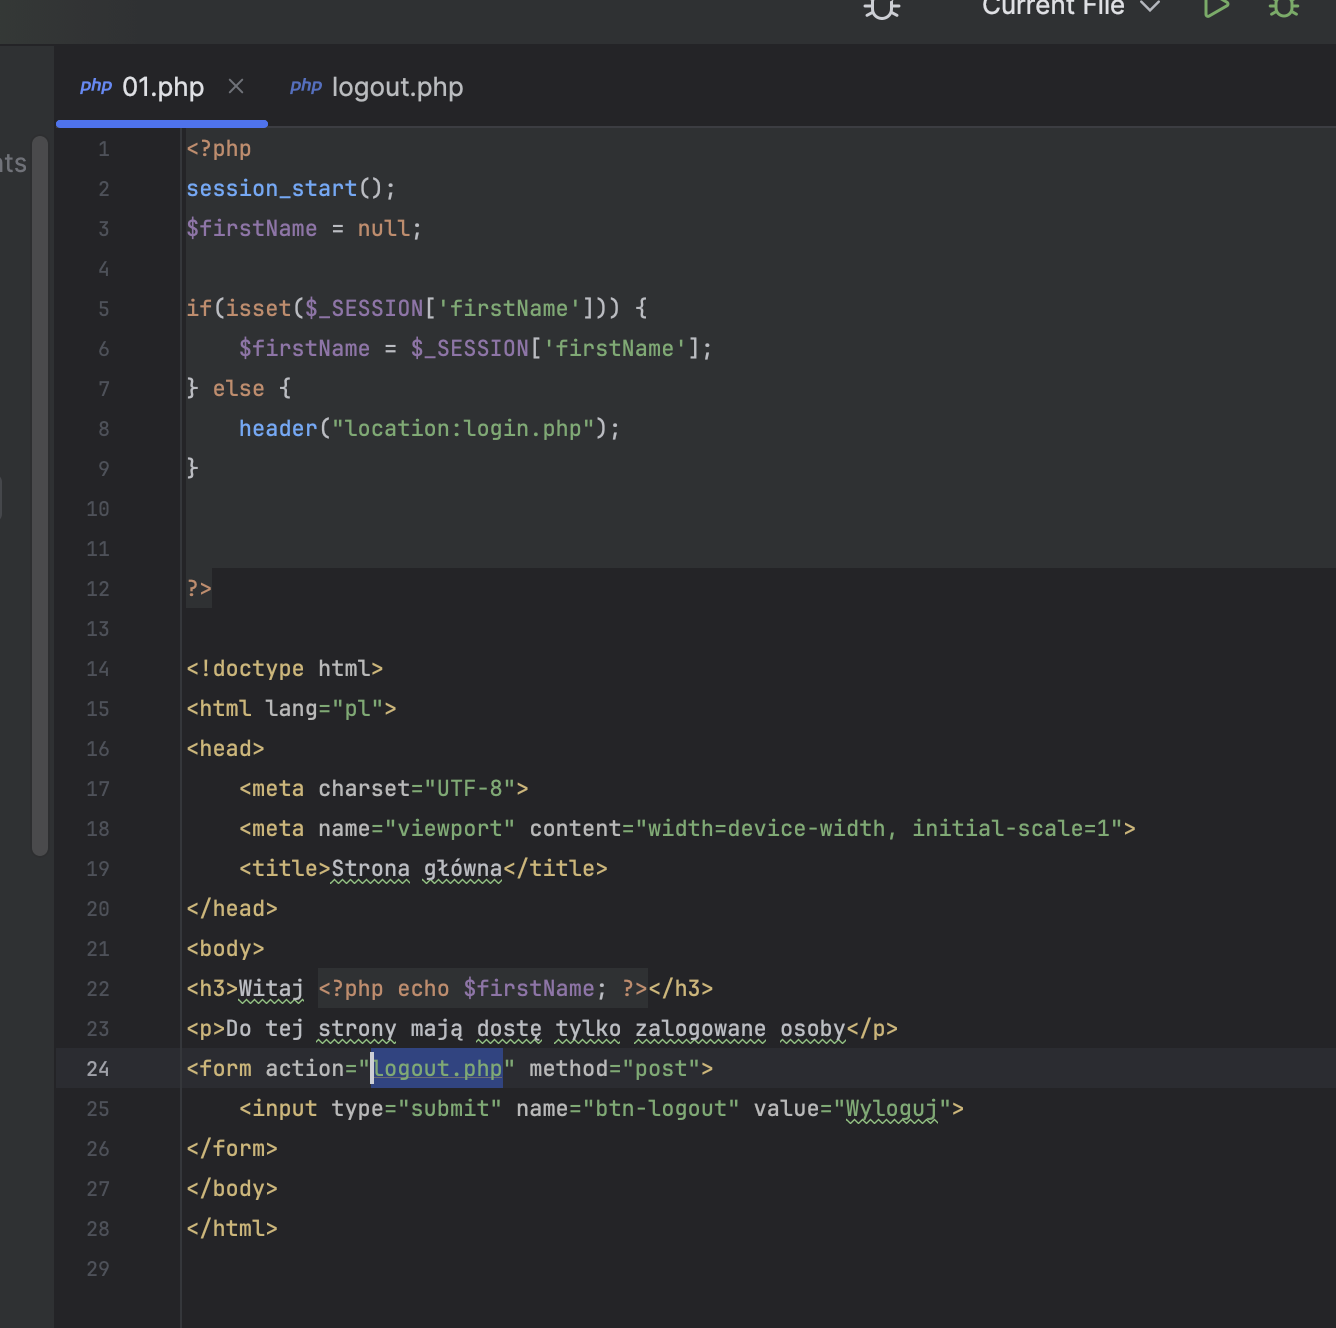 Current File
php 01.php × php logout.php
1 <?php
2 session_start();
3 $firstName = null;
4
5 if(isset($_SESSION['firstName'])) {
6     $firstName = $_SESSION['firstName'];
7 } else {
8     header("location:login.php");
9 }
10
11
12 ?>
13
14 <!doctype html>
15 <html lang="pl">
16 <head>
17     <meta charset="UTF-8">
18     <meta name="viewport" content="width=device-width, initial-scale=1">
19     <title>Strona główna</title>
20 </head>
21 <body>
22 <h3>Witaj <?php echo $firstName; ?></h3>
23 <p>Do tej strony mają dostę tylko zalogowane osoby</p>
24 <form action="logout.php" method="post">
25     <input type="submit" name="btn-logout" value="Wyloguj">
26 </form>
27 </body>
28 </html>
29